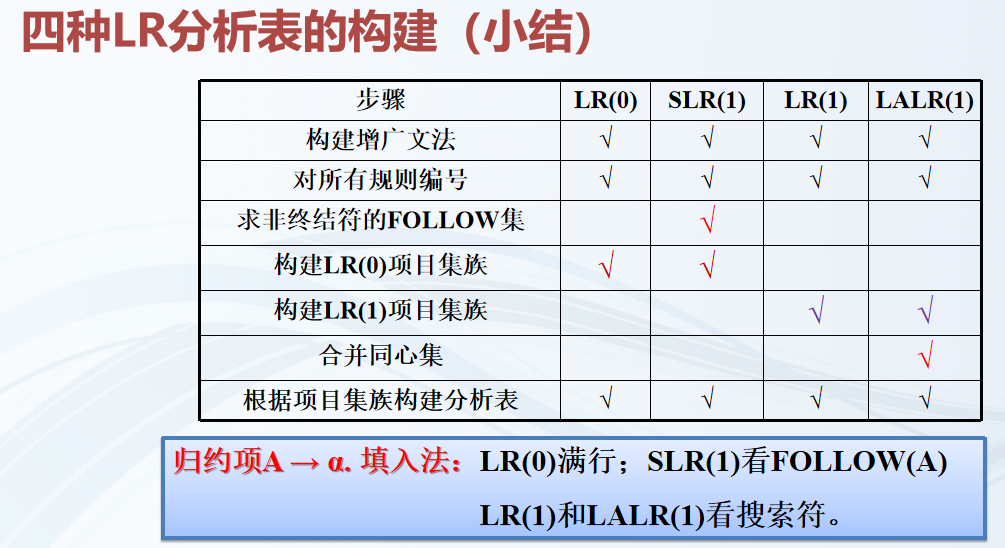 四种LR分析表的构建（小结）
步骤 LR(0) SLR(1) LR(1) LALR(1)
构建增广文法 √ √ √ √
对所有规则编号 √ √ √ √
求非终结符的FOLLOW集 √
构建LR(0)项目集族 √ √
构建LR(1)项目集族 √ √
合并同心集 √
根据项目集族构建分析表 √ √ √ √
归约项A → α. 填入法：LR(0)满行；SLR(1)看FOLLOW(A)
LR(1)和LALR(1)看搜索符。